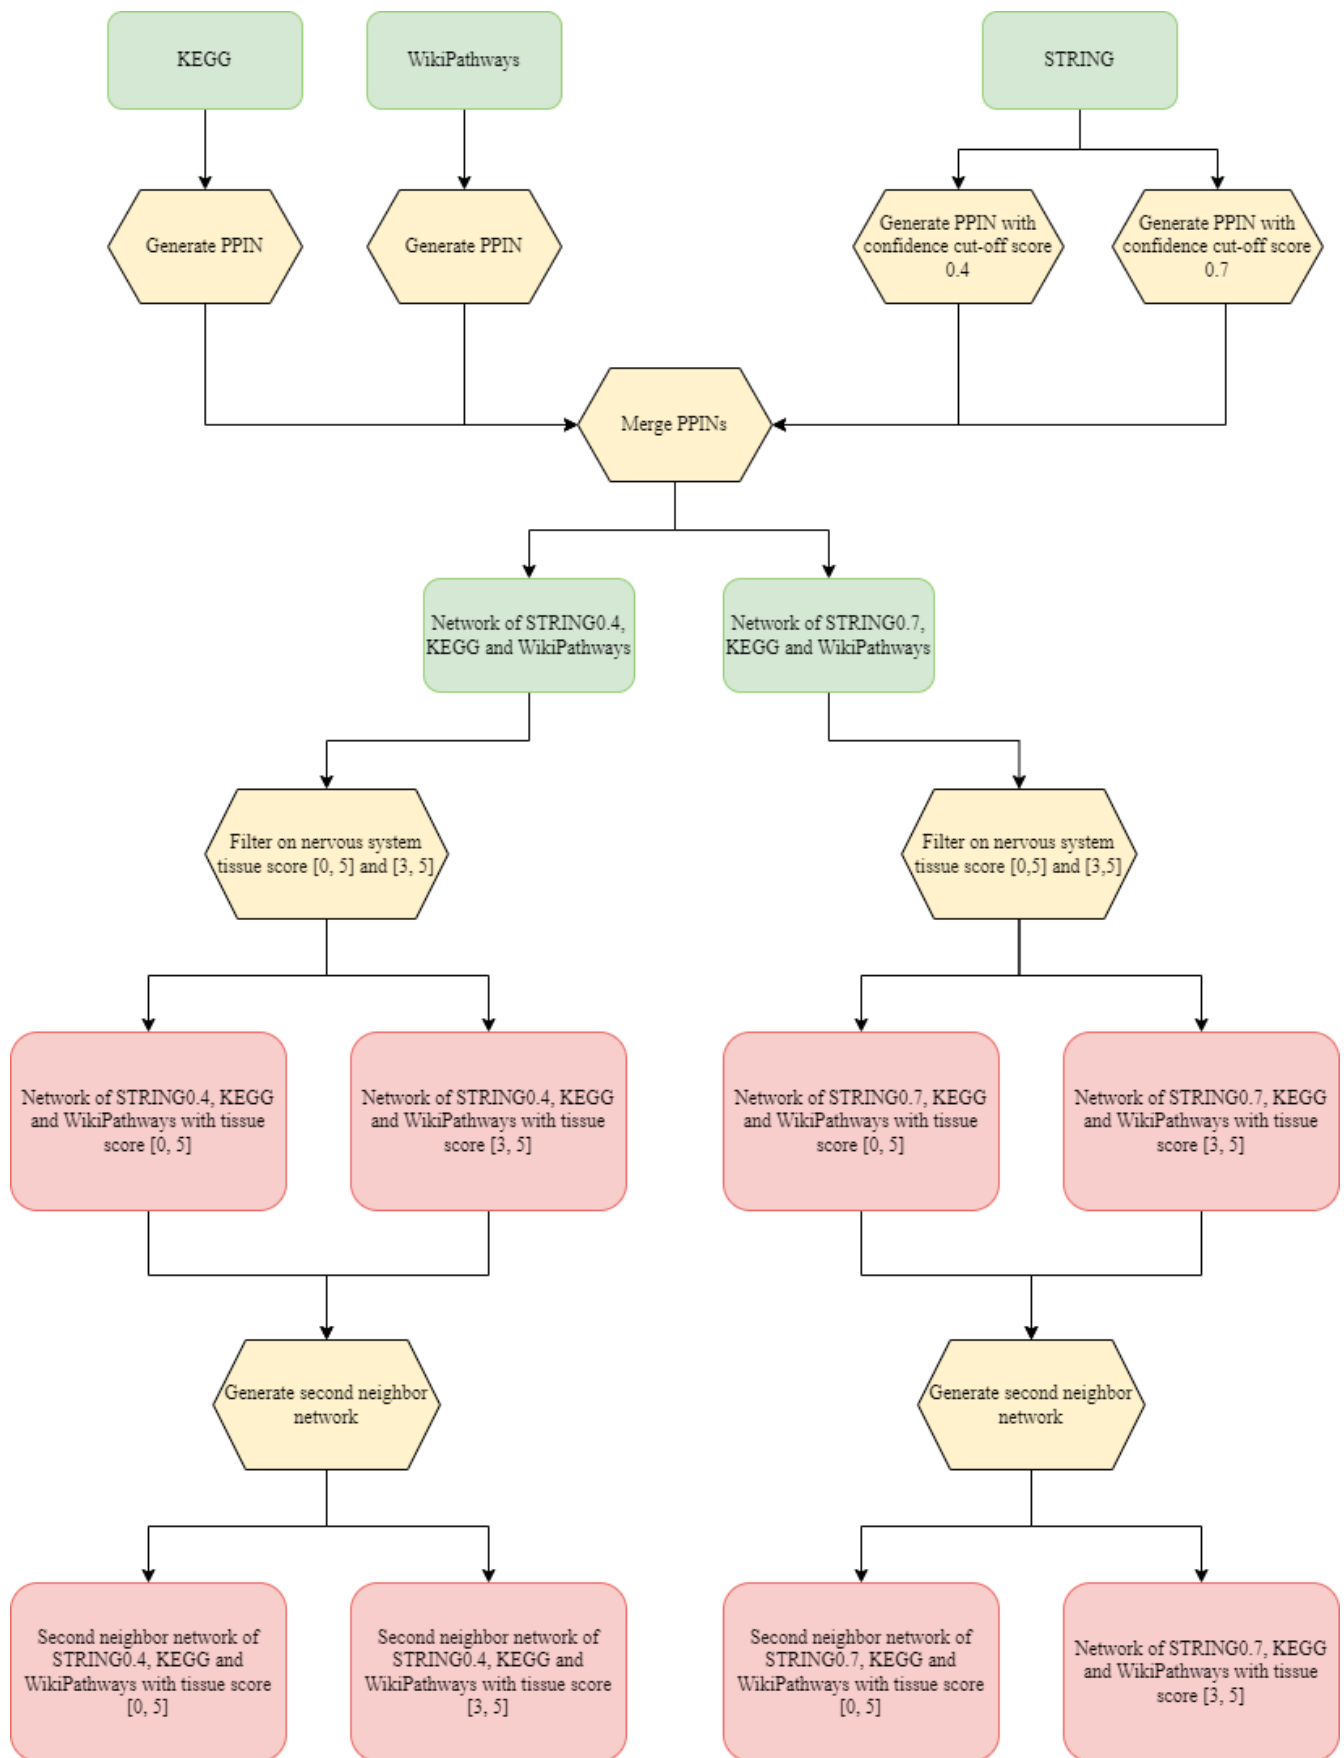 KEGG
WikiPathways
STRING
Generate PPIN
Generate PPIN
Generate PPIN with
confidence cut-off score
0.4
Generate PPIN with
confidence cut-off score
0.7
Merge PPINs
Network of STRING0.4,
KEGG and WikiPathways
Network of STRING0.7,
KEGG and WikiPathways
Filter on nervous system
tissue score [0, 5] and [3, 5]
Filter on nervous system
tissue score [0,5] and [3,5]
Network of STRING0.4, KEGG
and WikiPathways with tissue
score [0, 5]
Network of STRING0.4, KEGG
and WikiPathways with tissue
score [3, 5]
Network of STRING0.7, KEGG
and WikiPathways with tissue
score [0, 5]
Network of STRING0.7, KEGG
and WikiPathways with tissue
score [3, 5]
Generate second neighbor
network
Generate second neighbor
network
Second neighbor network of
STRING0.4, KEGG and
WikiPathways with tissue score
[0, 5]
Second neighbor network of
STRING0.4, KEGG and
WikiPathways with tissue score
[3, 5]
Second neighbor network of
STRING0.7, KEGG and
WikiPathways with tissue score
[0, 5]
Network of STRING0.7, KEGG
and WikiPathways with tissue
score [3, 5]